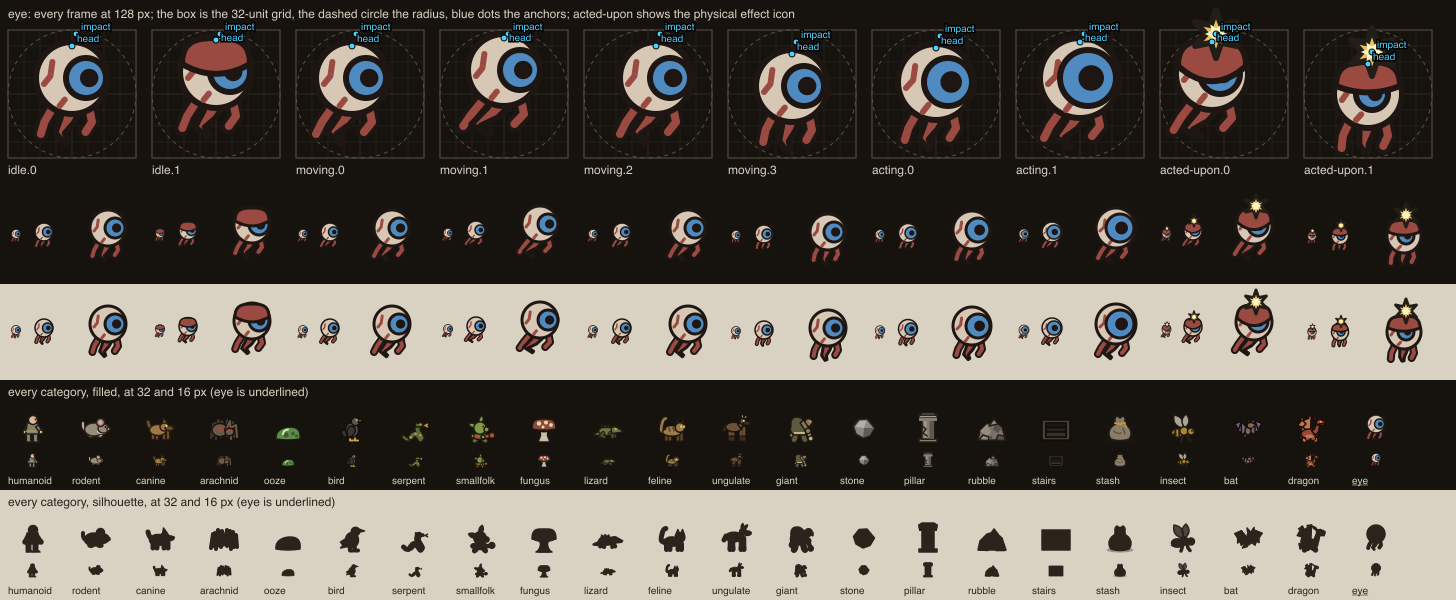 eye: every frame at 128 px; the box is the 32-unit grid, the dashed circle the radius, blue dots the anchors; acted-upon shows the physical effect icon
impact impact impact impact impact impact impact impact impact impact
head head head head head head head head head head
idle.0 idle.1 moving.0 moving.1 moving.2 moving.3 acting.0 acting.1 acted-upon.0 acted-upon.1
every category, filled, at 32 and 16 px (eye is underlined)
humanoid rodent canine arachnid ooze bird serpent smallfolk fungus lizard feline ungulate giant stone pillar rubble stairs stash insect bat dragon eye
every category, silhouette, at 32 and 16 px (eye is underlined)
humanoid rodent canine arachnid ooze bird serpent smallfolk fungus lizard feline ungulate giant stone pillar rubble stairs stash insect bat dragon eye